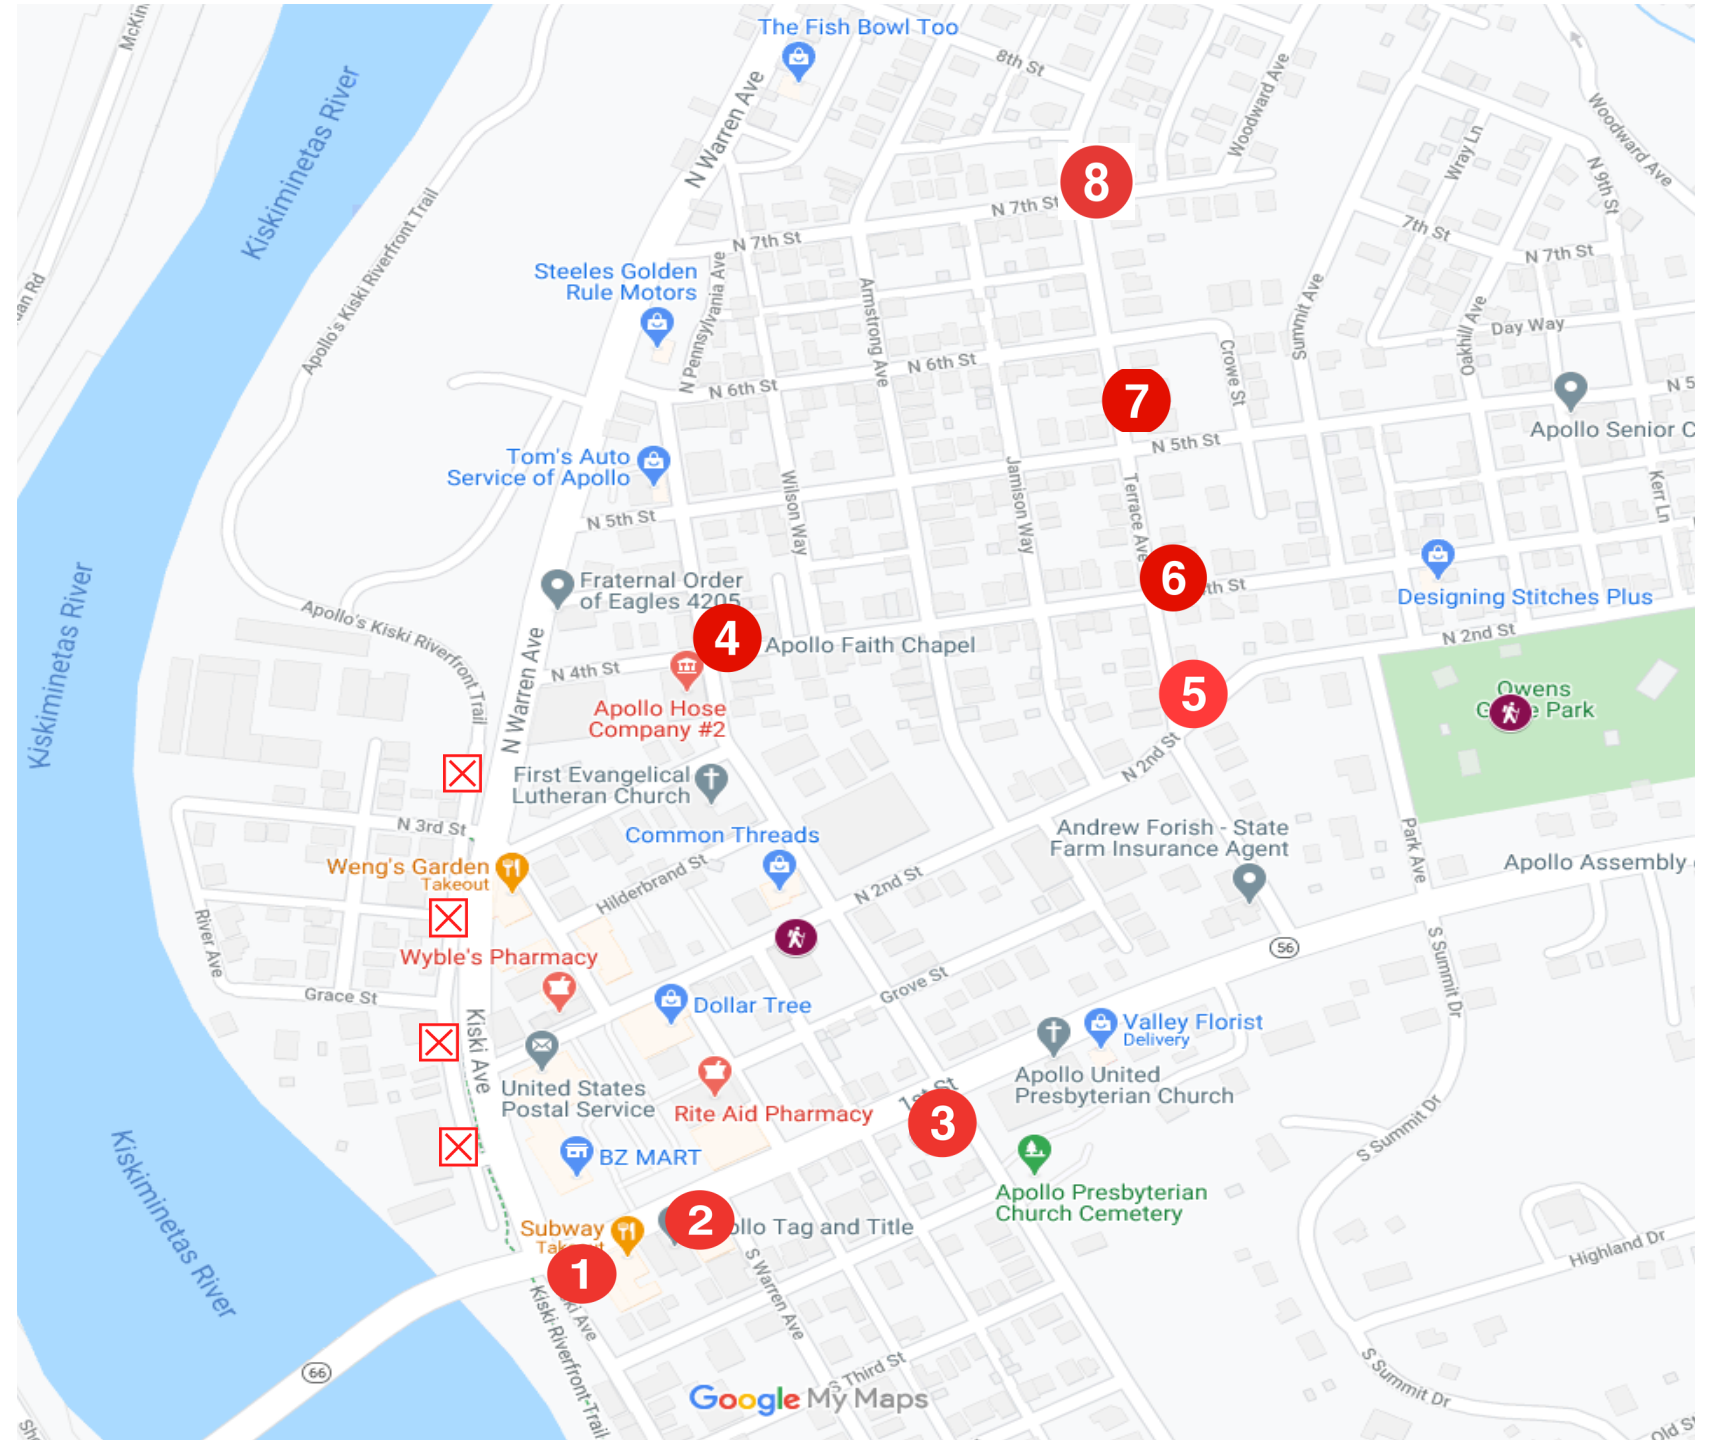 The Fish Bowl Too
8th St
Woodward Ave
Woodward Ave
Wray Ln
N 9th St
Kiskiminetas River
N Warren Ave
8
N 7th St
N 7th St
7th St
N 7th St
Apollo's Kiski Riverfront Trail
Steeles Golden
Rule Motors
N Pennsylvania Ave
Armstrong Ave
Summit Ave
Oakhill Ave
Day Way
Crowe St
N 6th St
N 6th St
7
N 5
Apollo Senior C
N 5th St
Tom's Auto
Service of Apollo
Wilson Way
Jamison Way
Terrace Ave
Kerr Ln
N 5th St
Fraternal Order
of Eagles 4205
6
th St
Designing Stitches Plus
Kiskiminetas River
Apollo's Kiski Riverfront Trail
4
Apollo Faith Chapel
N 2nd St
N 4th St
N Warren Ave
5
Owens
G e Park
Apollo Hose
Company #2
N 2nd St
First Evangelical
Lutheran Church
N 3rd St
Common Threads
Andrew Forish - State
Farm Insurance Agent
Park Ave
Apollo Assembly
Weng's Garden
Takeout
Hilderbrand St
N 2nd St
River Ave
Wyble's Pharmacy
56
S Summit Dr
Grace St
Grove St
Dollar Tree
Kiski Ave
Valley Florist
Delivery
United States
Postal Service
Apollo United
Presbyterian Church
1st St
Rite Aid Pharmacy
3
S Summit Dr
Kiskiminetas River
BZ MART
Apollo Presbyterian
Church Cemetery
Subway
2
ollo Tag and Title
1
S Warren Ave
Highland Dr
Kiski Riverfront Trail
ki Ave
66
S Third St
S Summit Dr
Google My Maps
Old S